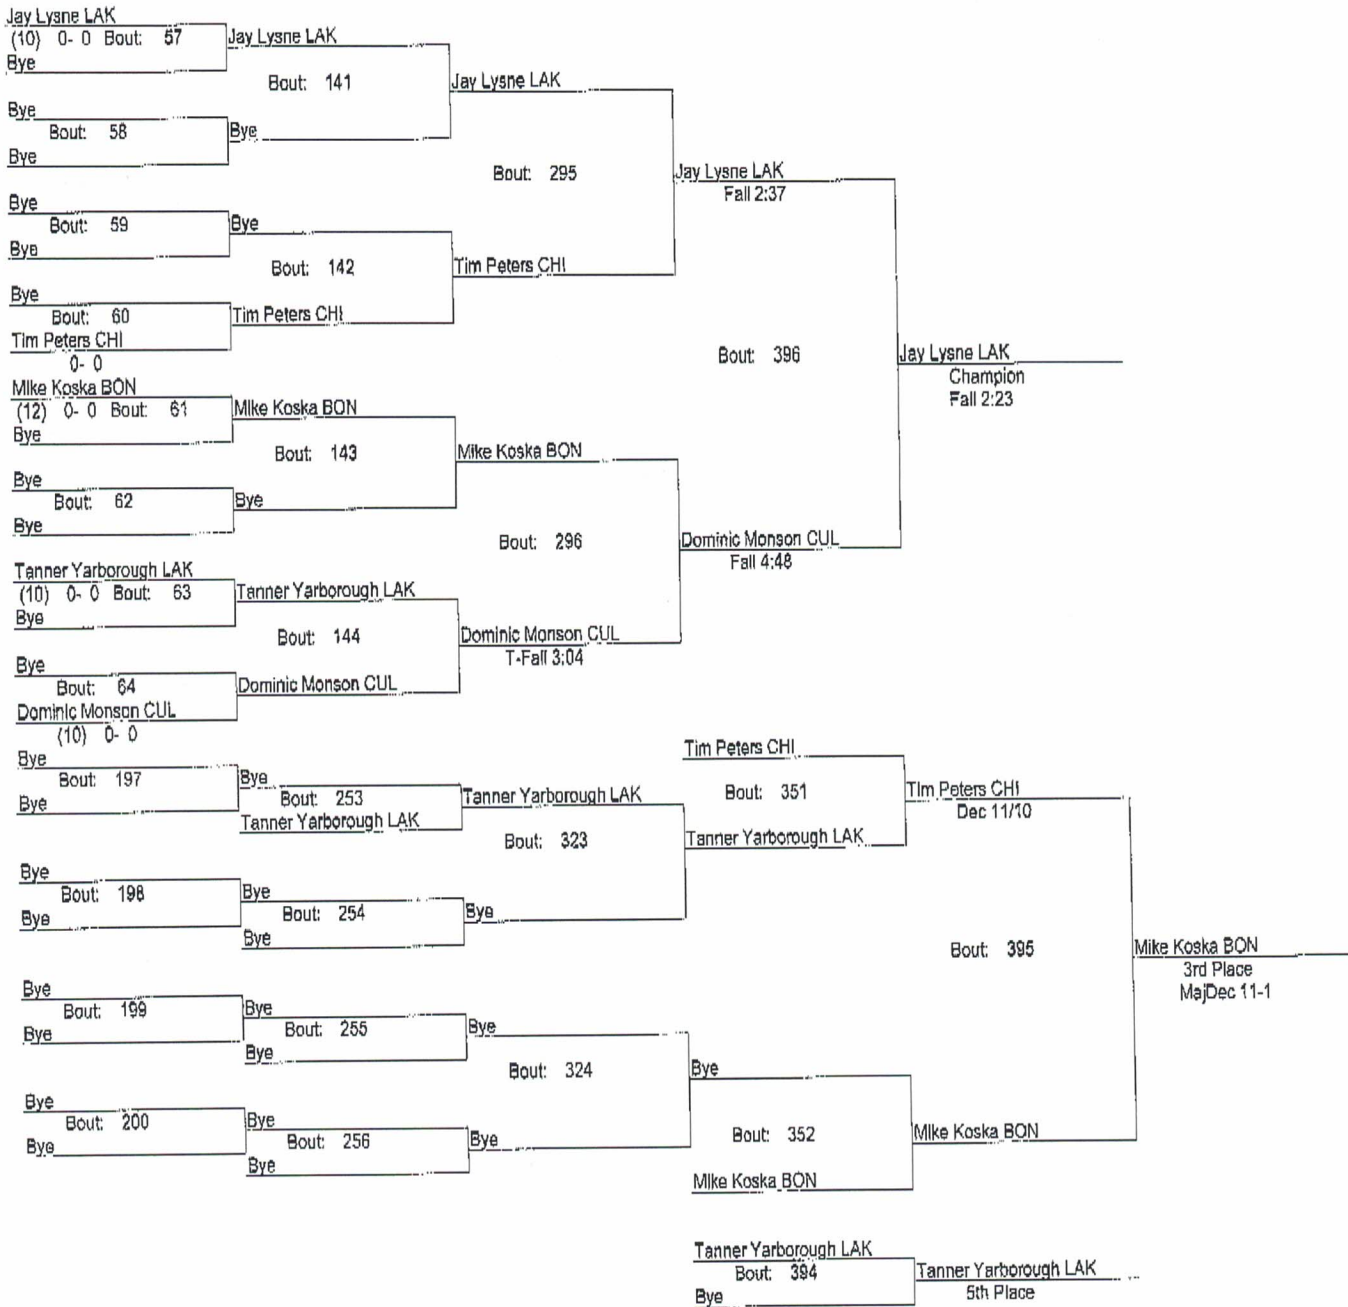 Jay Lysne LAK
(10) 0- 0 Bout: 57
Bye
Jay Lysne LAK
Bout: 141
Jay Lysne LAK
Bye
Bout: 58
Bye
Bye
Bout: 295
Jay Lysne LAK
Fall 2:37
Bye
Bout: 59
Bye
Bye
Bout: 142
Tim Peters CHI
Bye
Bout: 60
Tim Peters CHI
0- 0
Tim Peters CHI
Bout: 396
Jay Lysne LAK
Champion
Fall 2:23
Mike Koska BON
(12) 0- 0 Bout: 61
Bye
Mike Koska BON
Bout: 143
Mike Koska BON
Bye
Bout: 62
Bye
Bye
Bout: 296
Dominic Monson CUL
Fall 4:48
Tanner Yarborough LAK
(10) 0- 0 Bout: 63
Bye
Tanner Yarborough LAK
Bout: 144
Dominic Monson CUL
T-Fall 3:04
Bye
Bout: 64
Dominic Monson CUL
(10) 0- 0
Dominic Monson CUL
Bye
Bout: 197
Bye
Bye
Bout: 253
Tanner Yarborough LAK
Tanner Yarborough LAK
Bout: 323
Tanner Yarborough LAK
Tim Peters CHI
Bout: 351
Tim Peters CHI
Dec 11/10
Bye
Bout: 198
Bye
Bye
Bout: 254
Bye
Bye
Bout: 395
Mike Koska BON
3rd Place
MajDec 11-1
Bye
Bout: 199
Bye
Bye
Bout: 255
Bye
Bye
Bout: 324
Bye
Bye
Bout: 200
Bye
Bye
Bout: 256
Bye
Bye
Bout: 352
Mike Koska BON
Mike Koska BON
Tanner Yarborough LAK
Bout: 394
Bye
Tanner Yarborough LAK
5th Place